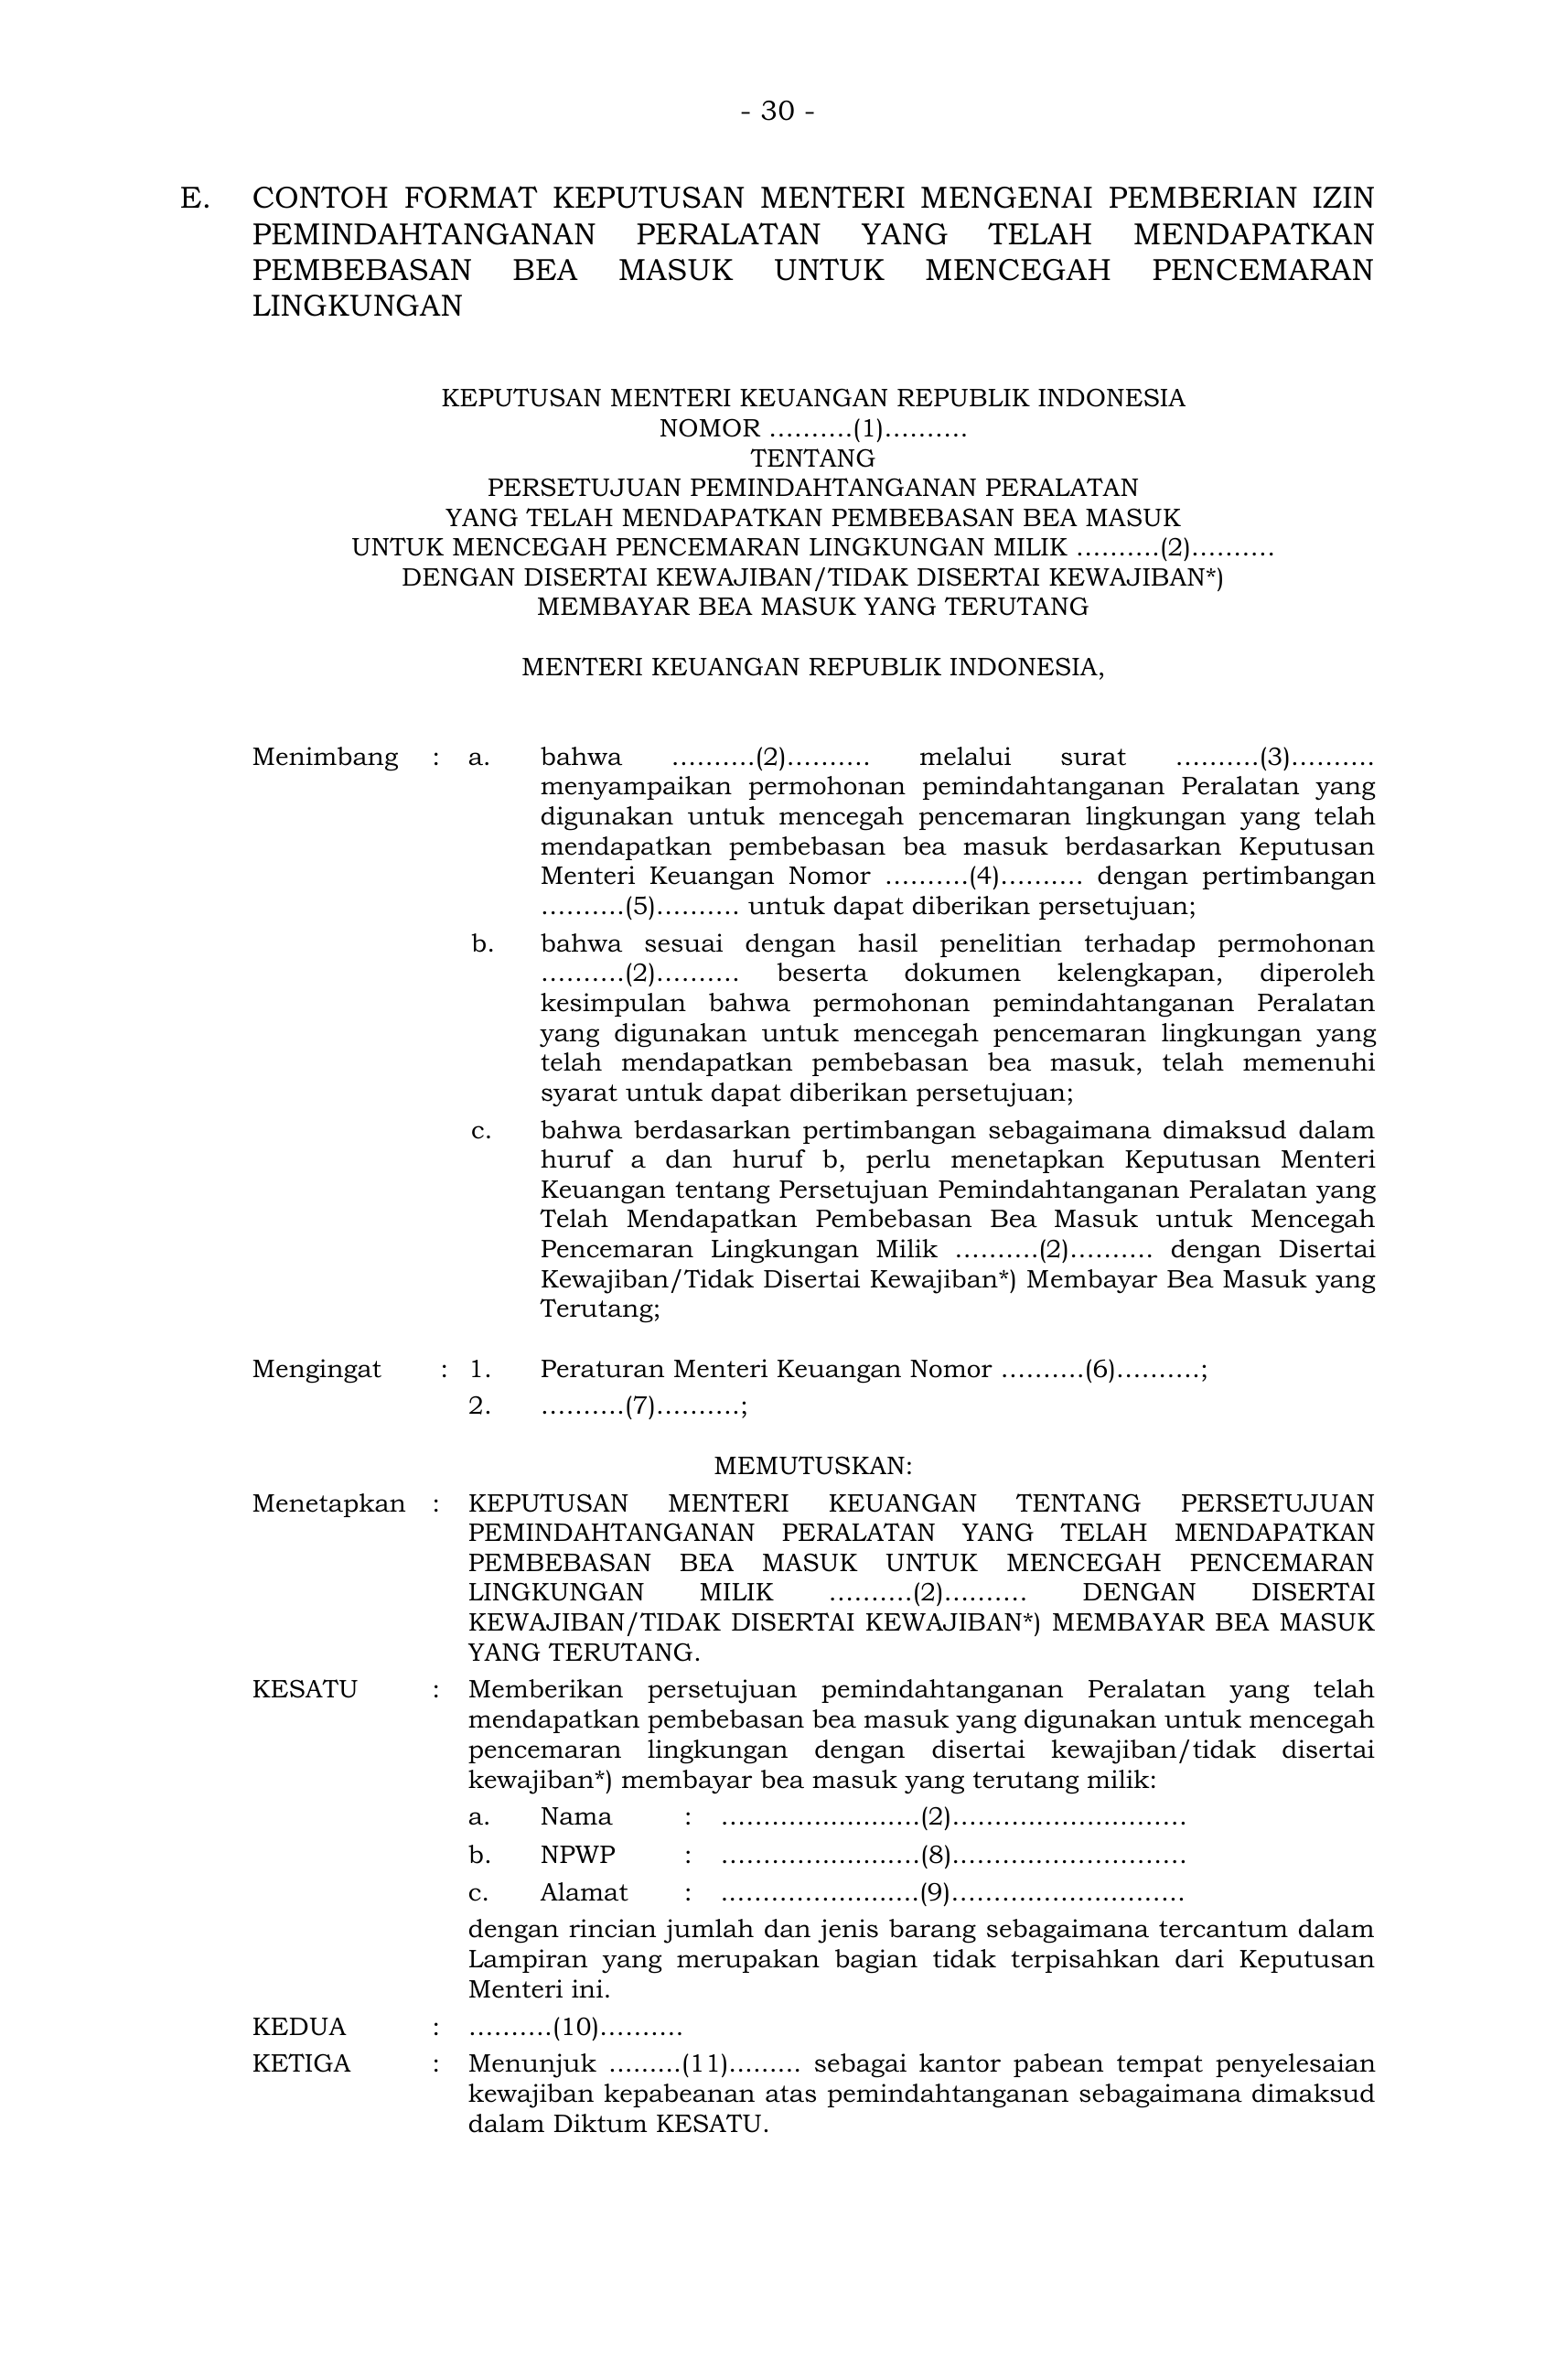 - 30 -
E. CONTOH FORMAT KEPUTUSAN MENTERI MENGENAI PEMBERIAN IZIN
PEMINDAHTANGANAN PERALATAN YANG TELAH MENDAPATKAN
PEMBEBASAN BEA MASUK UNTUK MENCEGAH PENCEMARAN
LINGKUNGAN
KEPUTUSAN MENTERI KEUANGAN REPUBLIK INDONESIA
NOMOR ..........(1)..........
TENTANG
PERSETUJUAN PEMINDAHTANGANAN PERALATAN
YANG TELAH MENDAPATKAN PEMBEBASAN BEA MASUK
UNTUK MENCEGAH PENCEMARAN LINGKUNGAN MILIK ..........(2)..........
DENGAN DISERTAI KEWAJIBAN/TIDAK DISERTAI KEWAJIBAN*)
MEMBAYAR BEA MASUK YANG TERUTANG
MENTERI KEUANGAN REPUBLIK INDONESIA,
Menimbang : a. bahwa ..........(2).......... melalui surat ..........(3)..........
menyampaikan permohonan pemindahtanganan Peralatan yang
digunakan untuk mencegah pencemaran lingkungan yang telah
mendapatkan pembebasan bea masuk berdasarkan Keputusan
Menteri Keuangan Nomor ..........(4).......... dengan pertimbangan
..........(5).......... untuk dapat diberikan persetujuan;
b. bahwa sesuai dengan hasil penelitian terhadap permohonan
..........(2).......... beserta dokumen kelengkapan, diperoleh
kesimpulan bahwa permohonan pemindahtanganan Peralatan
yang digunakan untuk mencegah pencemaran lingkungan yang
telah mendapatkan pembebasan bea masuk, telah memenuhi
syarat untuk dapat diberikan persetujuan;
c. bahwa berdasarkan pertimbangan sebagaimana dimaksud dalam
huruf a dan huruf b, perlu menetapkan Keputusan Menteri
Keuangan tentang Persetujuan Pemindahtanganan Peralatan yang
Telah Mendapatkan Pembebasan Bea Masuk untuk Mencegah
Pencemaran Lingkungan Milik ..........(2).......... dengan Disertai
Kewajiban/Tidak Disertai Kewajiban*) Membayar Bea Masuk yang
Terutang;
Mengingat : 1. Peraturan Menteri Keuangan Nomor ..........(6)..........;
2. ..........(7)..........;
MEMUTUSKAN:
Menetapkan : KEPUTUSAN MENTERI KEUANGAN TENTANG PERSETUJUAN
PEMINDAHTANGANAN PERALATAN YANG TELAH MENDAPATKAN
PEMBEBASAN BEA MASUK UNTUK MENCEGAH PENCEMARAN
LINGKUNGAN MILIK ..........(2).......... DENGAN DISERTAI
KEWAJIBAN/TIDAK DISERTAI KEWAJIBAN*) MEMBAYAR BEA MASUK
YANG TERUTANG.
KESATU : Memberikan persetujuan pemindahtanganan Peralatan yang telah
mendapatkan pembebasan bea masuk yang digunakan untuk mencegah
pencemaran lingkungan dengan disertai kewajiban/tidak disertai
kewajiban*) membayar bea masuk yang terutang milik:
a. Nama : ........................(2)............................
b. NPWP : ........................(8)............................
c. Alamat : ........................(9)............................
dengan rincian jumlah dan jenis barang sebagaimana tercantum dalam
Lampiran yang merupakan bagian tidak terpisahkan dari Keputusan
Menteri ini.
KEDUA : ..........(10)..........
KETIGA : Menunjuk .........(11)......... sebagai kantor pabean tempat penyelesaian
kewajiban kepabeanan atas pemindahtanganan sebagaimana dimaksud
dalam Diktum KESATU.